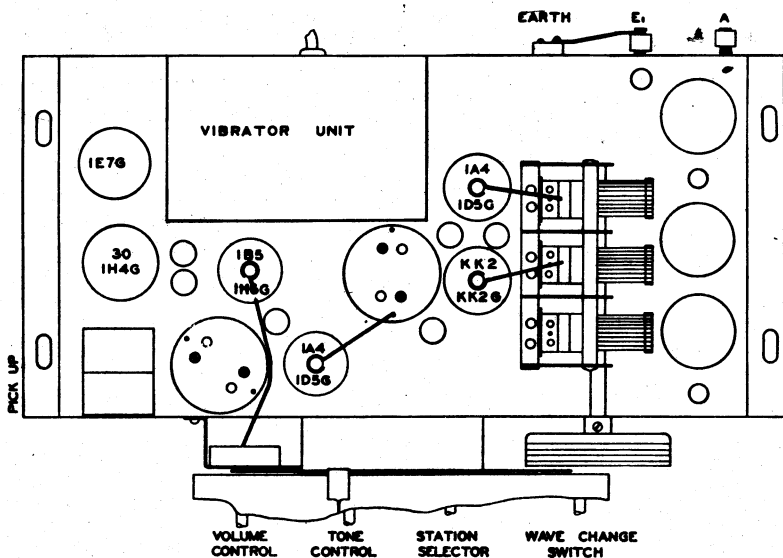 EARTH E1 A
VIBRATOR UNIT
1E7G
1A4
1D5G
30
1H4G
1B5
1H6G
KK2
KK2G
1A4
1D5G
PICK UP
VOLUME
CONTROL
TONE
CONTROL
STATION
SELECTOR
WAVE CHANGE
SWITCH